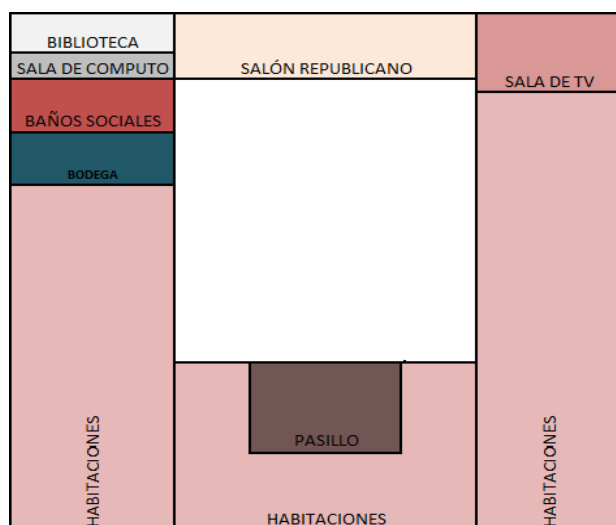 BIBLIOTECA
SALA DE COMPUTO
SALÓN REPUBLICANO
SALA DE TV
BAÑOS SOCIALES
BODEGA
HABITACIONES
PASILLO
HABITACIONES
HABITACIONES